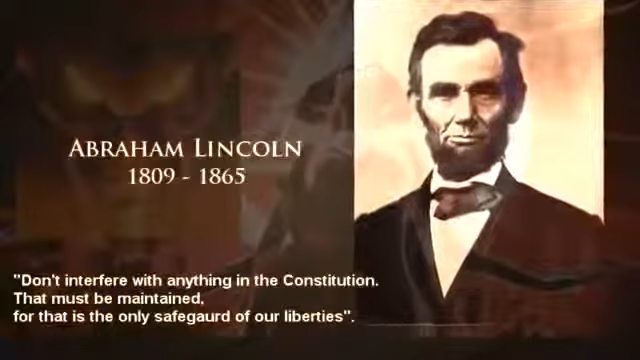 ABRAHAM LINCOLN
1809 - 1865
"Don't interfere with anything in the Constitution.
That must be maintained,
for that is the only safegaurd of our liberties".